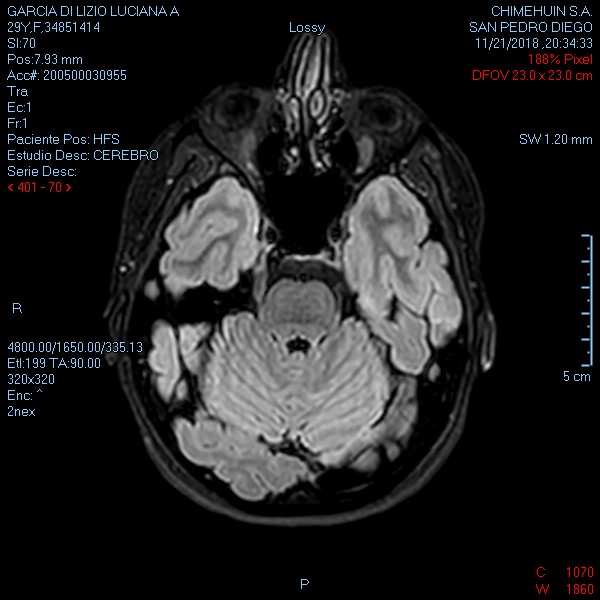 GARCIA DI LIZIO LUCIANA A
29Y,F,34851414
Sl:70
Pos:7.93 mm
Acc#: 200500030955
Tra
Ec:1
Fr:1
Paciente Pos: HFS
Estudio Desc: CEREBRO
Serie Desc:
< 401 - 70 >
Lossy
CHIMEHUIN S.A.
SAN PEDRO DIEGO
11/21/2018 ,20:34:33
188% Pixel
DFOV 23.0 x 23.0 cm
SW 1.20 mm
R
4800.00/1650.00/335.13
Etl:199 TA:90.00
320x320
Enc: ^
2nex
5 cm
P
C 1070
W 1860